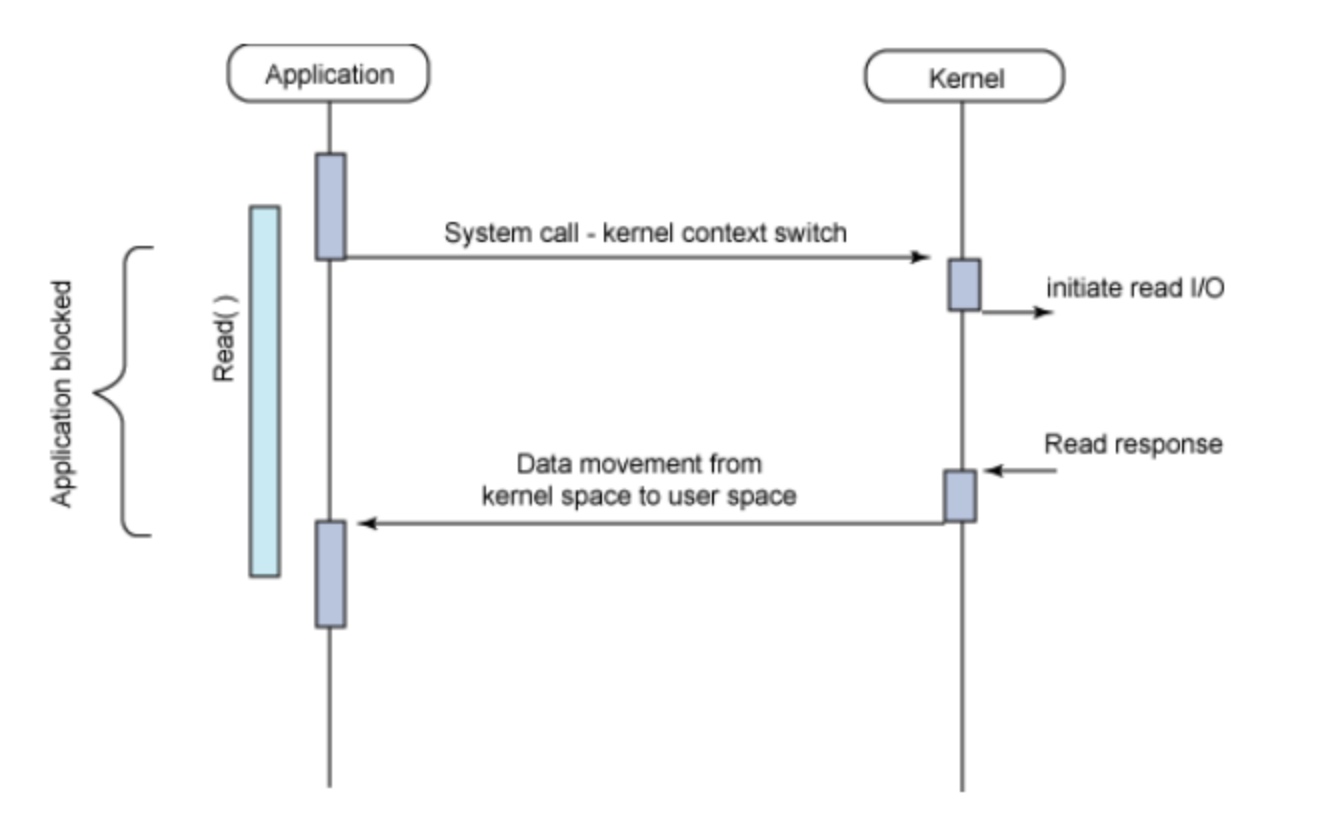 Application
Kernel
System call - kernel context switch
initiate read I/O
Application blocked
Read( )
Read response
Data movement from
kernel space to user space